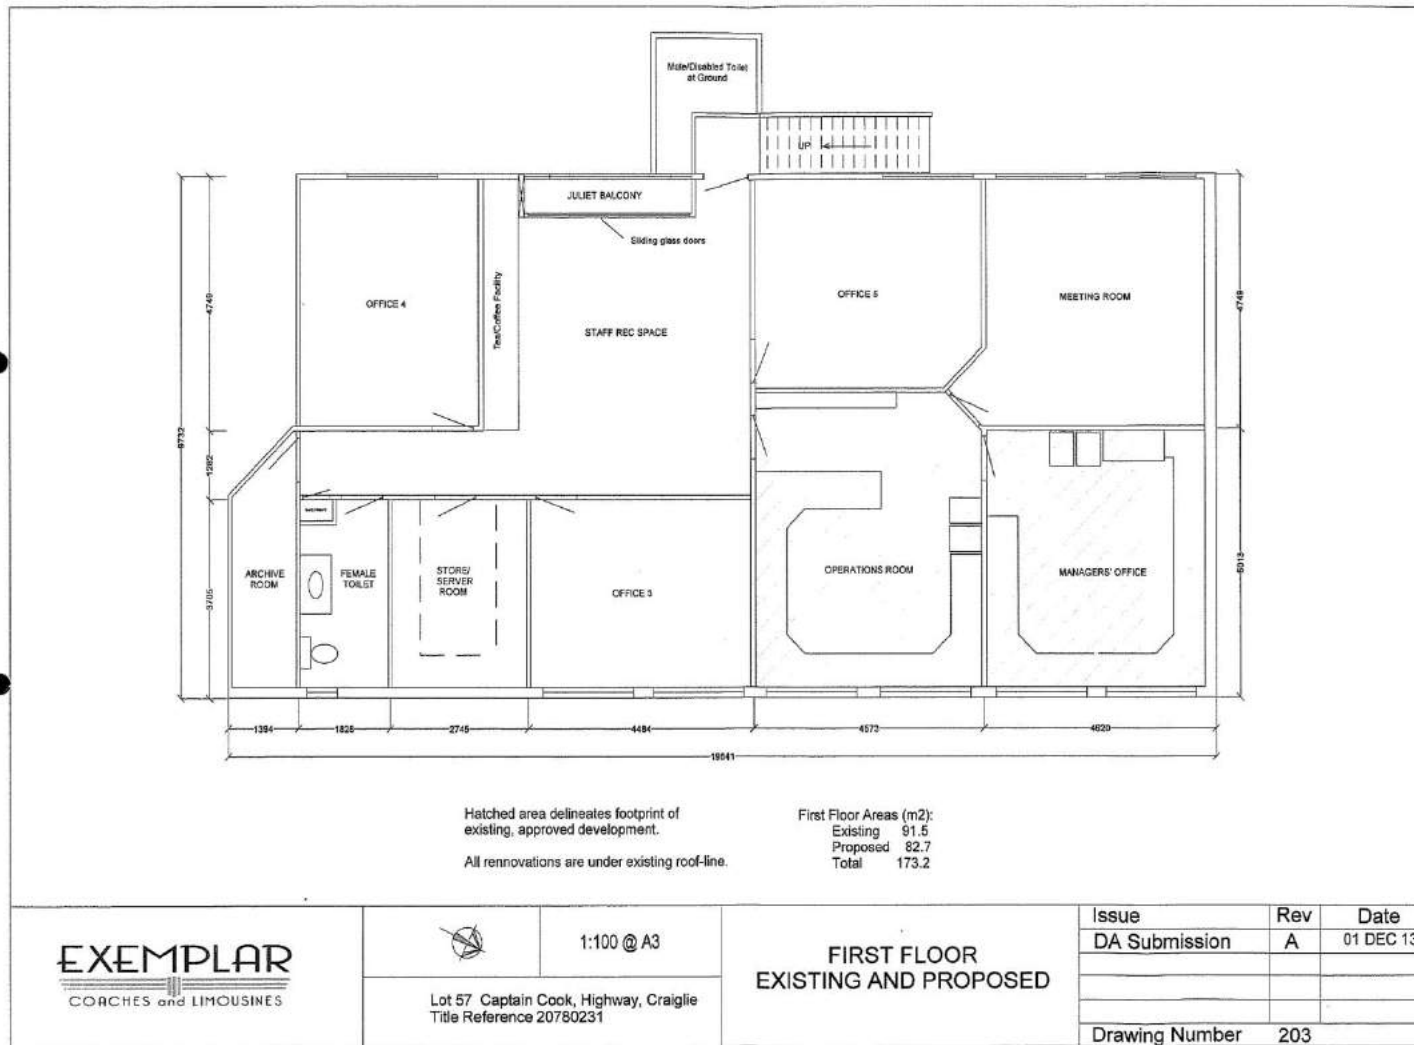 Male/Disabled Toilet
at Ground
UP
JULIET BALCONY
Sliding glass doors
OFFICE 4
Tea/Coffee Facility
STAFF REC SPACE
OFFICE 5
MEETING ROOM
4749
4749
9732
1282
3705
5013
ARCHIVE
ROOM
FEMALE
TOILET
STORE/
SERVER
ROOM
OFFICE 3
OPERATIONS ROOM
MANAGERS' OFFICE
1394
1825
2745
4484
4573
4620
19641
Hatched area delineates footprint of
existing, approved development.
All rennovations are under existing roof-line.
First Floor Areas (m2):
Existing 91.5
Proposed 82.7
Total 173.2
EXEMPLAR
COACHES and LIMOUSINES
1:100 @ A3
Lot 57 Captain Cook, Highway, Craiglie
Title Reference 20780231
FIRST FLOOR
EXISTING AND PROPOSED
Issue Rev Date
DA Submission A 01 DEC 13
Drawing Number 203